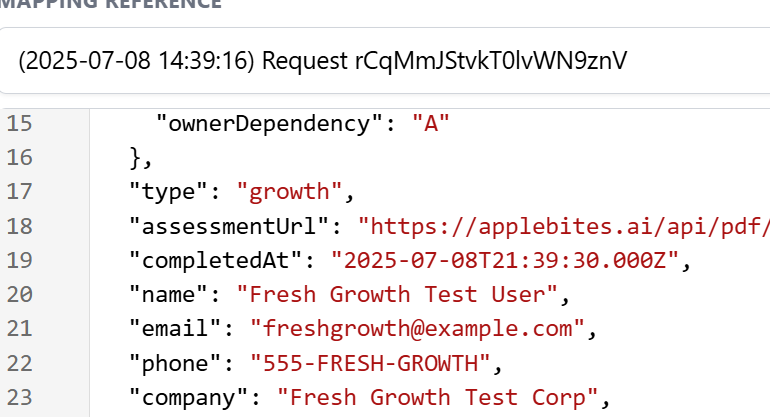 MAPPING REFERENCE
(2025-07-08 14:39:16) Request rCqMmJStvkT0lvWN9znV
15 "ownerDependency": "A"
16 },
17 "type": "growth",
18 "assessmentUrl": "https://applebites.ai/api/pdf/
19 "completedAt": "2025-07-08T21:39:30.000Z",
20 "name": "Fresh Growth Test User",
21 "email": "freshgrowth@example.com",
22 "phone": "555-FRESH-GROWTH",
23 "company": "Fresh Growth Test Corp",